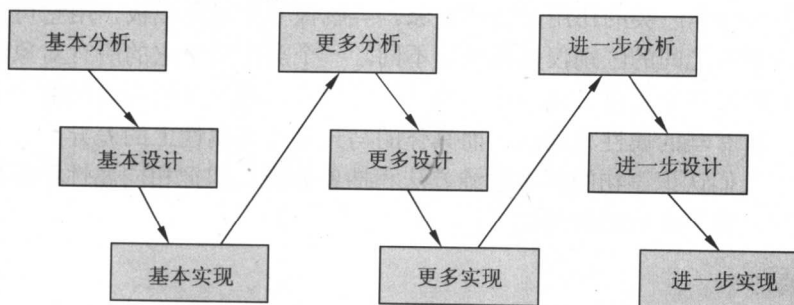 基本分析
更多分析
进一步分析
基本设计
更多设计
进一步设计
基本实现
更多实现
进一步实现